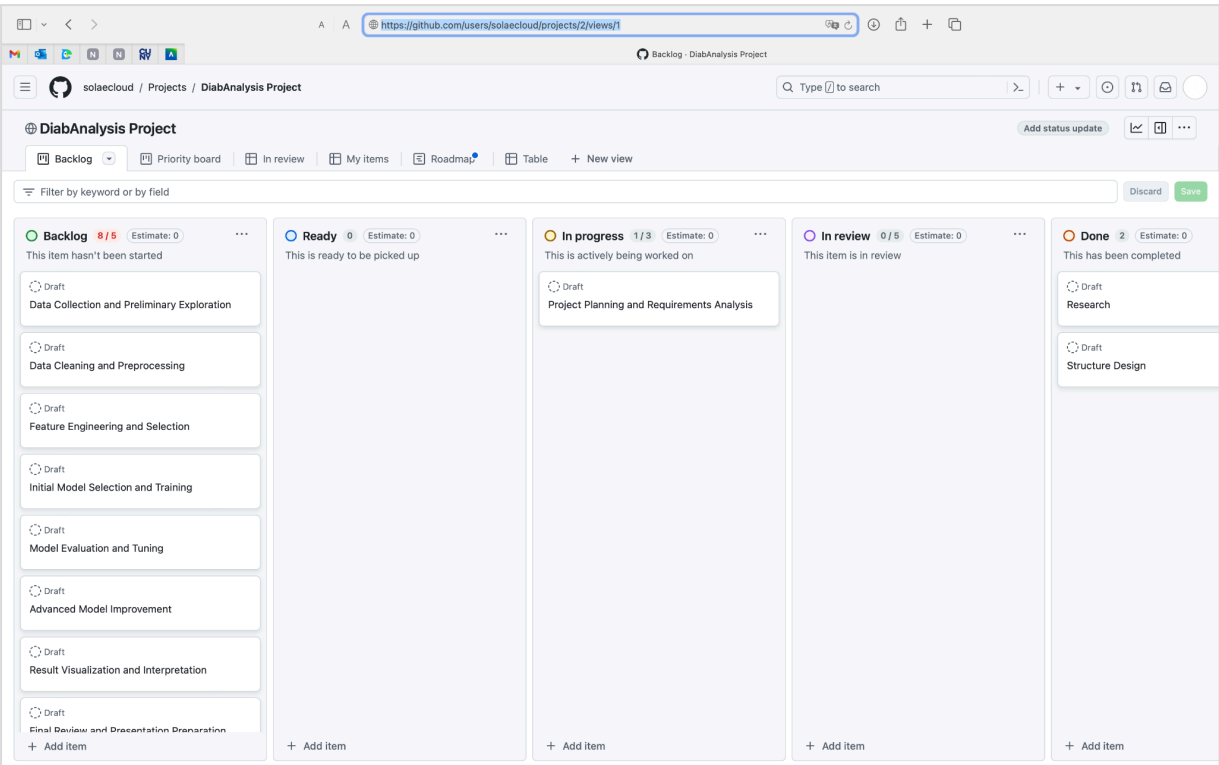 A A https://github.com/users/solaecloud/projects/2/views/1
Backlog · DiabAnalysis Project
solaecloud / Projects / DiabAnalysis Project
Type / to search
DiabAnalysis Project
Add status update
Backlog
Priority board
In review
My items
Roadmap
Table
+ New view
Filter by keyword or by field
Discard
Save
Backlog 8 / 5 Estimate: 0 ...
This item hasn't been started
Draft
Data Collection and Preliminary Exploration
Draft
Data Cleaning and Preprocessing
Draft
Feature Engineering and Selection
Draft
Initial Model Selection and Training
Draft
Model Evaluation and Tuning
Draft
Advanced Model Improvement
Draft
Result Visualization and Interpretation
Draft
Final Review and Presentation Preparation
+ Add item
Ready 0 Estimate: 0 ...
This is ready to be picked up
+ Add item
In progress 1 / 3 Estimate: 0 ...
This is actively being worked on
Draft
Project Planning and Requirements Analysis
+ Add item
In review 0 / 5 Estimate: 0 ...
This item is in review
+ Add item
Done 2 Estimate: 0
This has been completed
Draft
Research
Draft
Structure Design
+ Add item